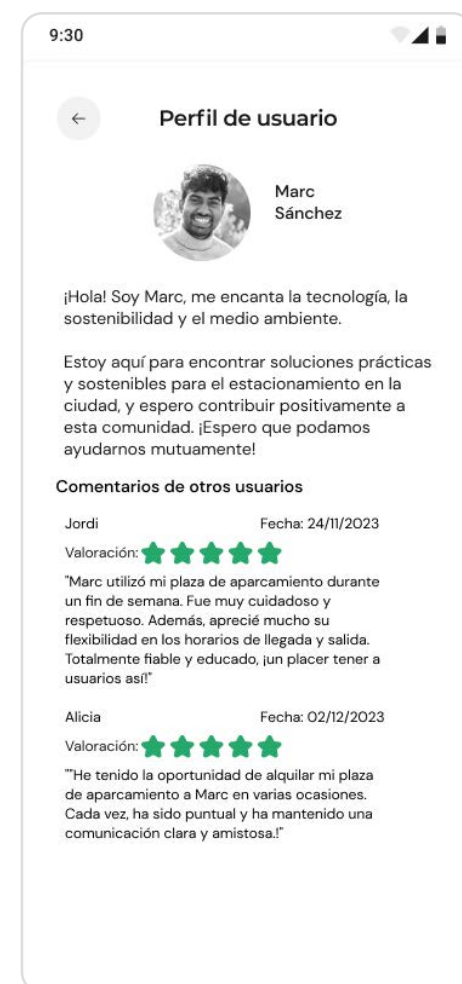 9:30
Perfil de usuario
Marc
Sánchez
¡Hola! Soy Marc, me encanta la tecnología, la
sostenibilidad y el medio ambiente.
Estoy aquí para encontrar soluciones prácticas
y sostenibles para el estacionamiento en la
ciudad, y espero contribuir positivamente a
esta comunidad. ¡Espero que podamos
ayudarnos mutuamente!
Comentarios de otros usuarios
Jordi Fecha: 24/11/2023
Valoración:
"Marc utilizó mi plaza de aparcamiento durante
un fin de semana. Fue muy cuidadoso y
respetuoso. Además, aprecié mucho su
flexibilidad en los horarios de llegada y salida.
Totalmente fiable y educado, ¡un placer tener a
usuarios así!"
Alicia Fecha: 02/12/2023
Valoración:
""He tenido la oportunidad de alquilar mi plaza
de aparcamiento a Marc en varias ocasiones.
Cada vez, ha sido puntual y ha mantenido una
comunicación clara y amistosa.!"